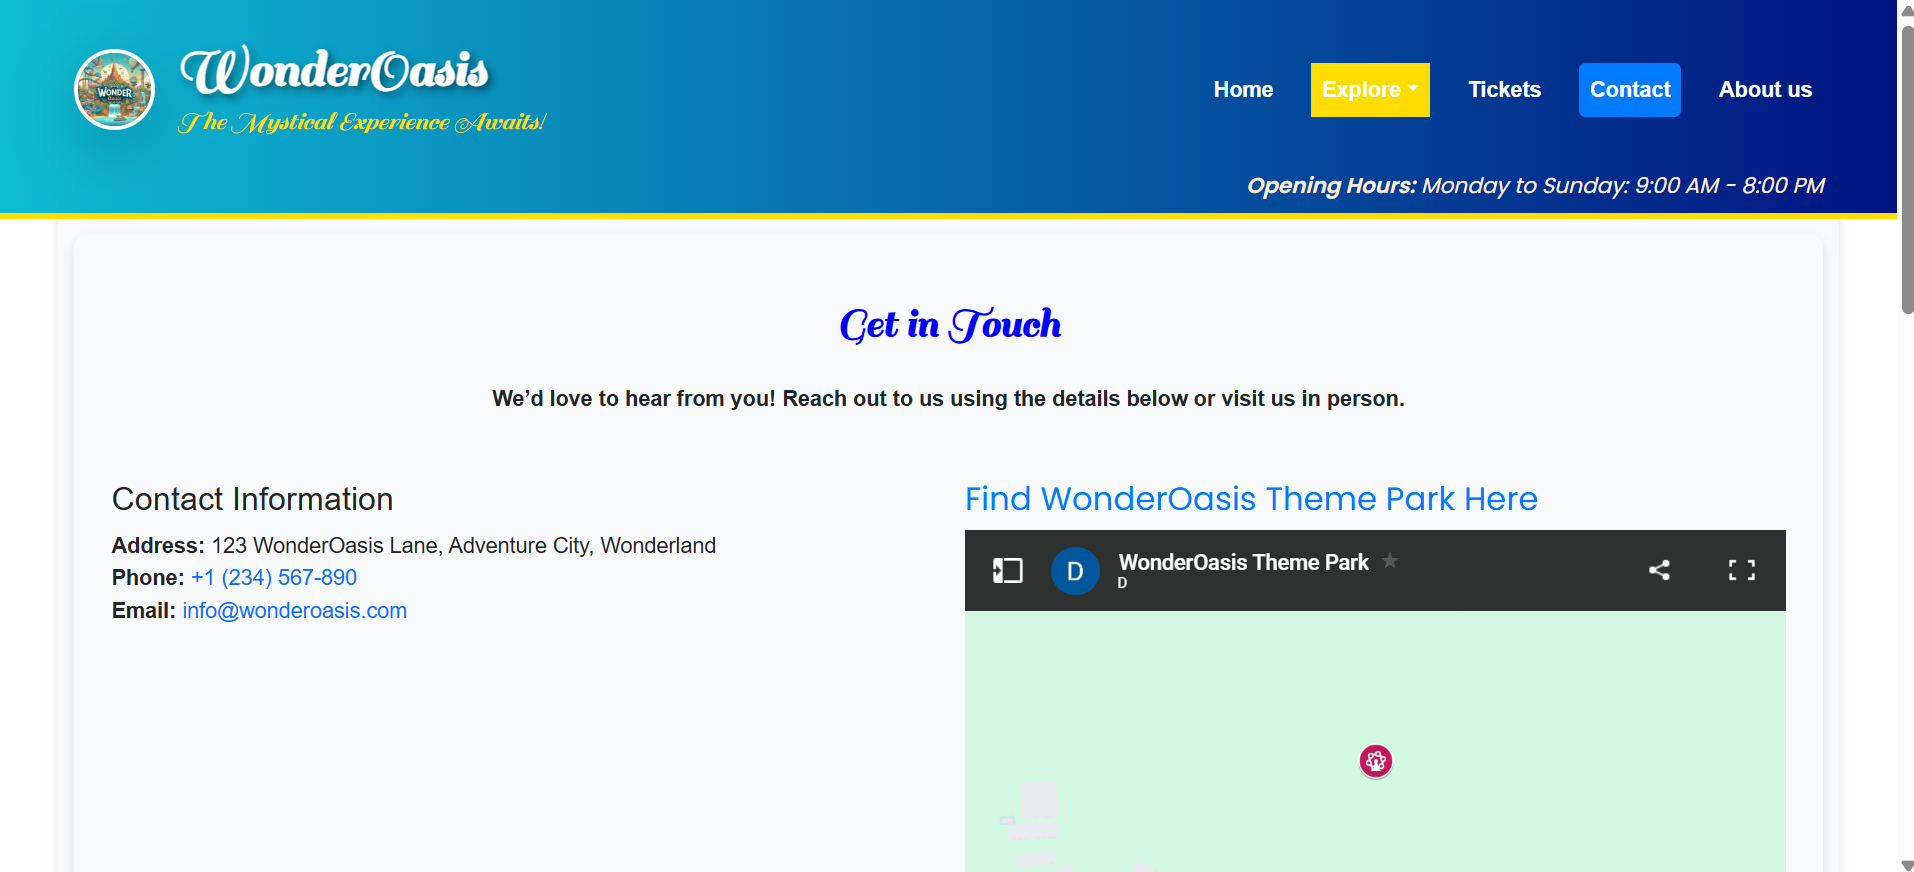 WONDER
WonderOasis
The Mystical Experience Awaits!
Home
Explore
Tickets
Contact
About us
Opening Hours: Monday to Sunday: 9:00 AM - 8:00 PM
Get in Touch
We’d love to hear from you! Reach out to us using the details below or visit us in person.
Contact Information
Address: 123 WonderOasis Lane, Adventure City, Wonderland
Phone: +1 (234) 567-890
Email: info@wonderoasis.com
Find WonderOasis Theme Park Here
D
WonderOasis Theme Park
D